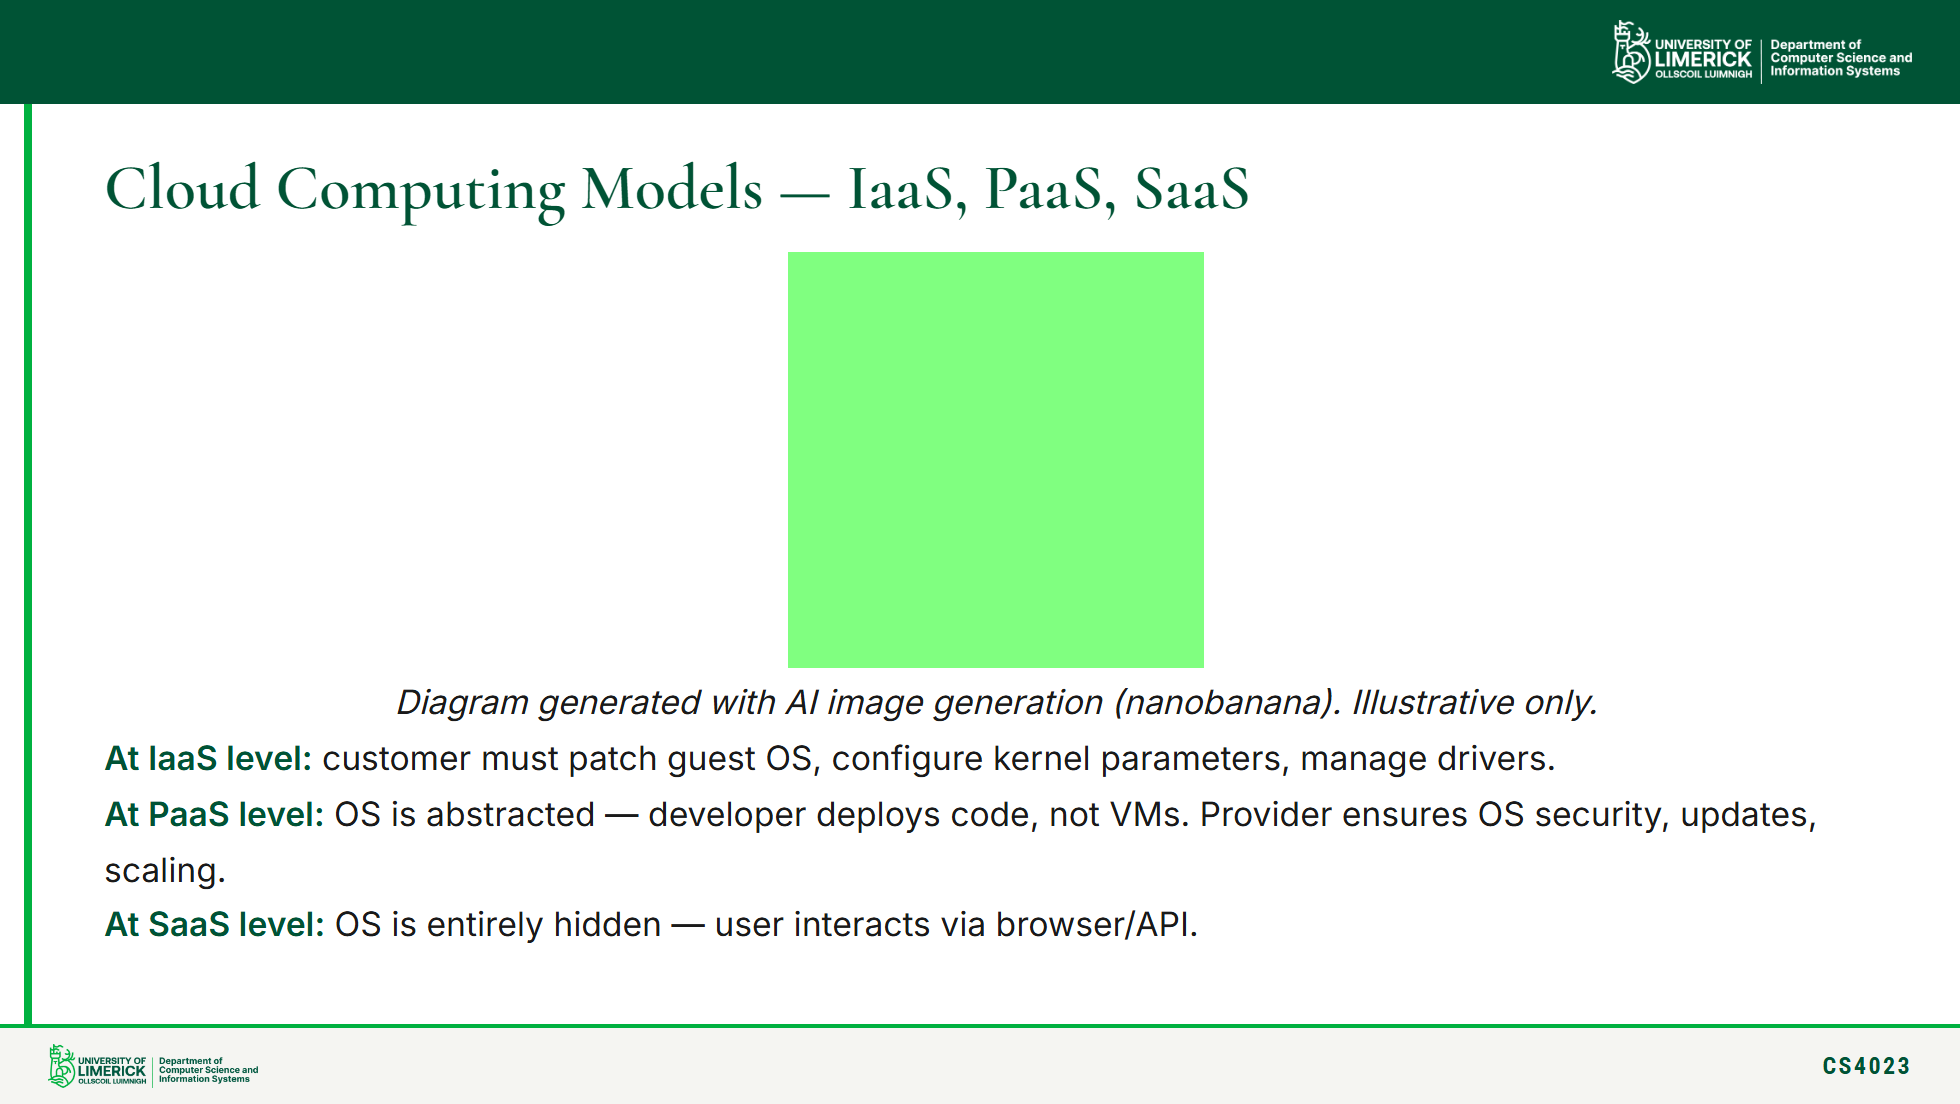 UNIVERSITY OF
LIMERICK
OLLSCOIL LUIMNIGH
Department of
Computer Science and
Information Systems
Cloud Computing Models — IaaS, PaaS, SaaS
Diagram generated with AI image generation (nanobanana). Illustrative only.
At IaaS level: customer must patch guest OS, configure kernel parameters, manage drivers.
At PaaS level: OS is abstracted — developer deploys code, not VMs. Provider ensures OS security, updates,
scaling.
At SaaS level: OS is entirely hidden — user interacts via browser/API.
UNIVERSITY OF
LIMERICK
OLLSCOIL LUIMNIGH
Department of
Computer Science and
Information Systems
CS4023